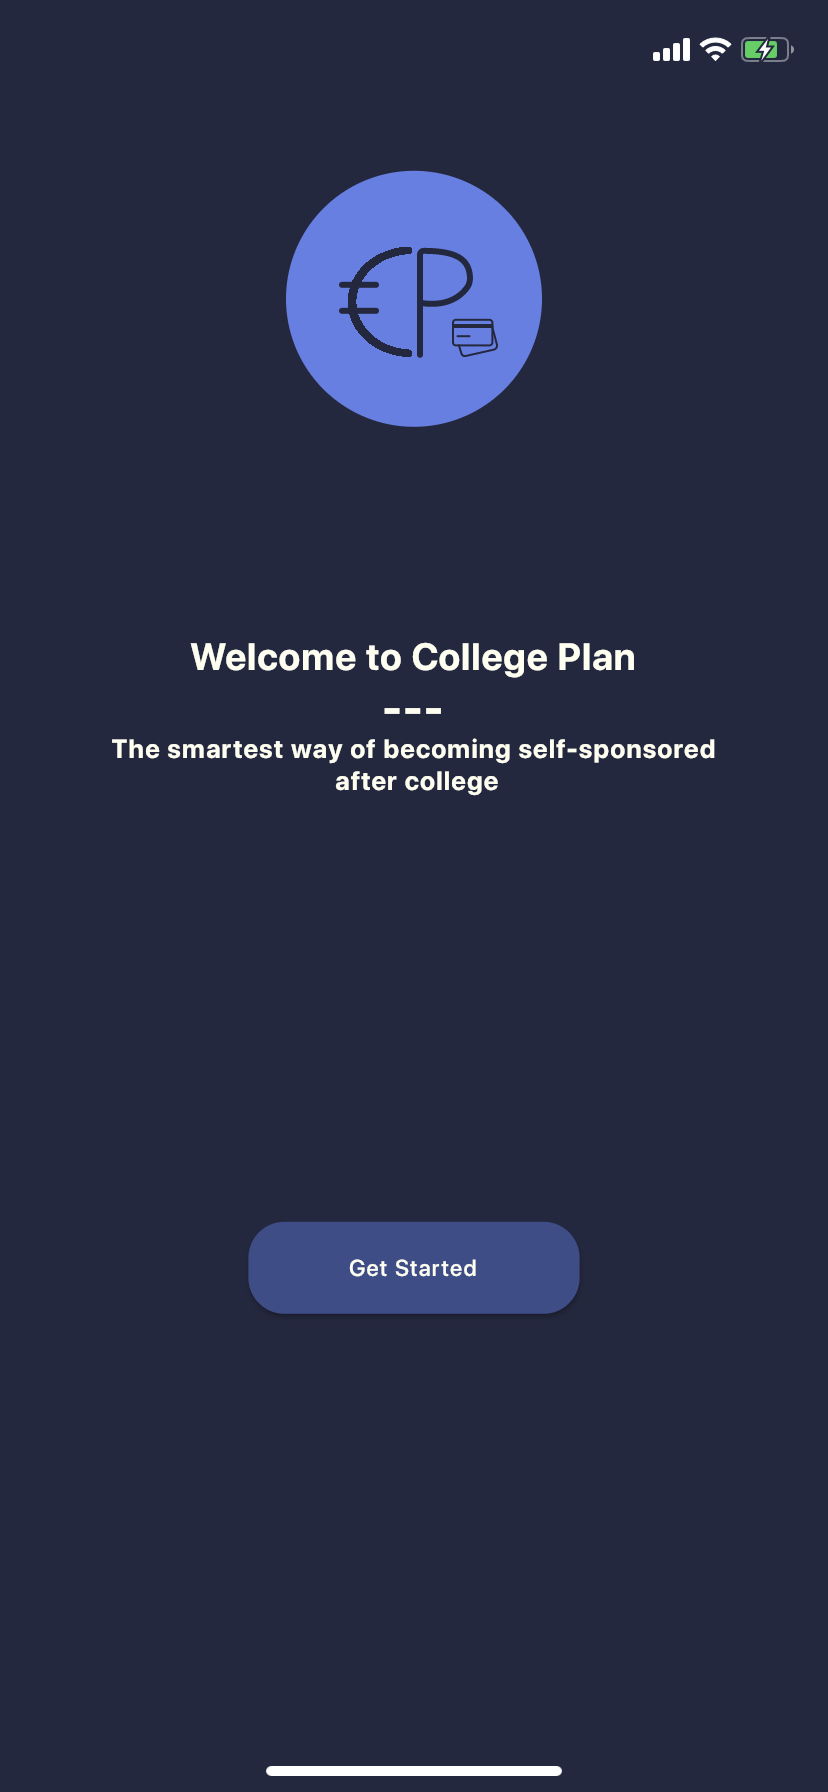 €P
Welcome to College Plan
---
The smartest way of becoming self-sponsored
after college
Get Started